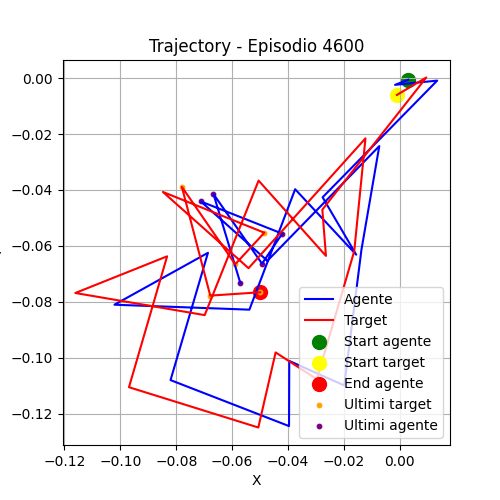 Trajectory - Episodio 4600
0.00
−0.02
−0.04
−0.06
−0.08
−0.10
−0.12
Agente
Target
Start agente
Start target
End agente
Ultimi target
Ultimi agente
−0.12 −0.10 −0.08 −0.06 −0.04 −0.02 0.00
X